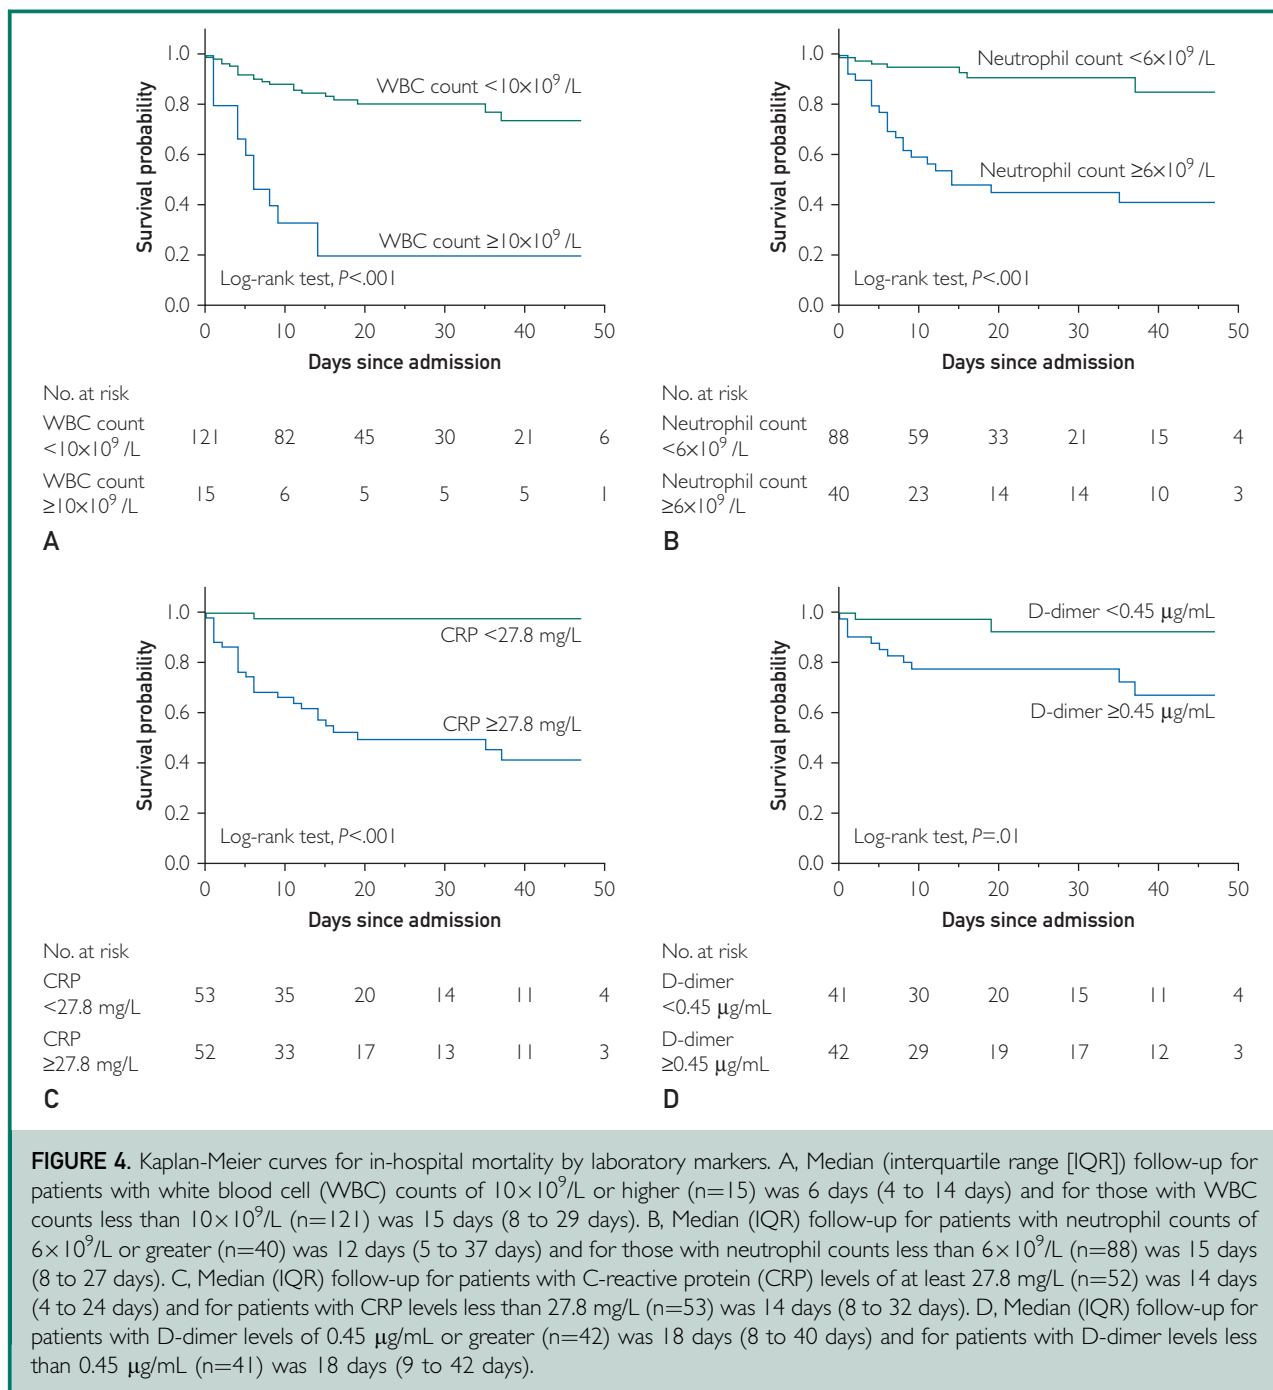 1.0
0.8
0.6
0.4
0.2
0.0
Survival probability
WBC count <10×10⁹/L
WBC count ≥10×10⁹/L
Log-rank test, P<.001
0 10 20 30 40 50
Days since admission
No. at risk
WBC count
<10×10⁹/L 121 82 45 30 21 6
WBC count
≥10×10⁹/L 15 6 5 5 5 1
A
1.0
0.8
0.6
0.4
0.2
0.0
Survival probability
Neutrophil count <6×10⁹/L
Neutrophil count ≥6×10⁹/L
Log-rank test, P<.001
0 10 20 30 40 50
Days since admission
No. at risk
Neutrophil count
<6×10⁹/L 88 59 33 21 15 4
Neutrophil count
≥6×10⁹/L 40 23 14 14 10 3
B
1.0
0.8
0.6
0.4
0.2
0.0
Survival probability
CRP <27.8 mg/L
CRP ≥27.8 mg/L
Log-rank test, P<.001
0 10 20 30 40 50
Days since admission
No. at risk
CRP
<27.8 mg/L 53 35 20 14 11 4
CRP
≥27.8 mg/L 52 33 17 13 11 3
C
1.0
0.8
0.6
0.4
0.2
0.0
Survival probability
D-dimer <0.45 μg/mL
D-dimer ≥0.45 μg/mL
Log-rank test, P=.01
0 10 20 30 40 50
Days since admission
No. at risk
D-dimer
<0.45 μg/mL 41 30 20 15 11 4
D-dimer
≥0.45 μg/mL 42 29 19 17 12 3
D
FIGURE 4. Kaplan-Meier curves for in-hospital mortality by laboratory markers. A, Median (interquartile range [IQR]) follow-up for
patients with white blood cell (WBC) counts of 10×10⁹/L or higher (n=15) was 6 days (4 to 14 days) and for those with WBC
counts less than 10×10⁹/L (n=121) was 15 days (8 to 29 days). B, Median (IQR) follow-up for patients with neutrophil counts of
6×10⁹/L or greater (n=40) was 12 days (5 to 37 days) and for those with neutrophil counts less than 6×10⁹/L (n=88) was 15 days
(8 to 27 days). C, Median (IQR) follow-up for patients with C-reactive protein (CRP) levels of at least 27.8 mg/L (n=52) was 14 days
(4 to 24 days) and for patients with CRP levels less than 27.8 mg/L (n=53) was 14 days (8 to 32 days). D, Median (IQR) follow-up for
patients with D-dimer levels of 0.45 μg/mL or greater (n=42) was 18 days (8 to 40 days) and for patients with D-dimer levels less
than 0.45 μg/mL (n=41) was 18 days (9 to 42 days).